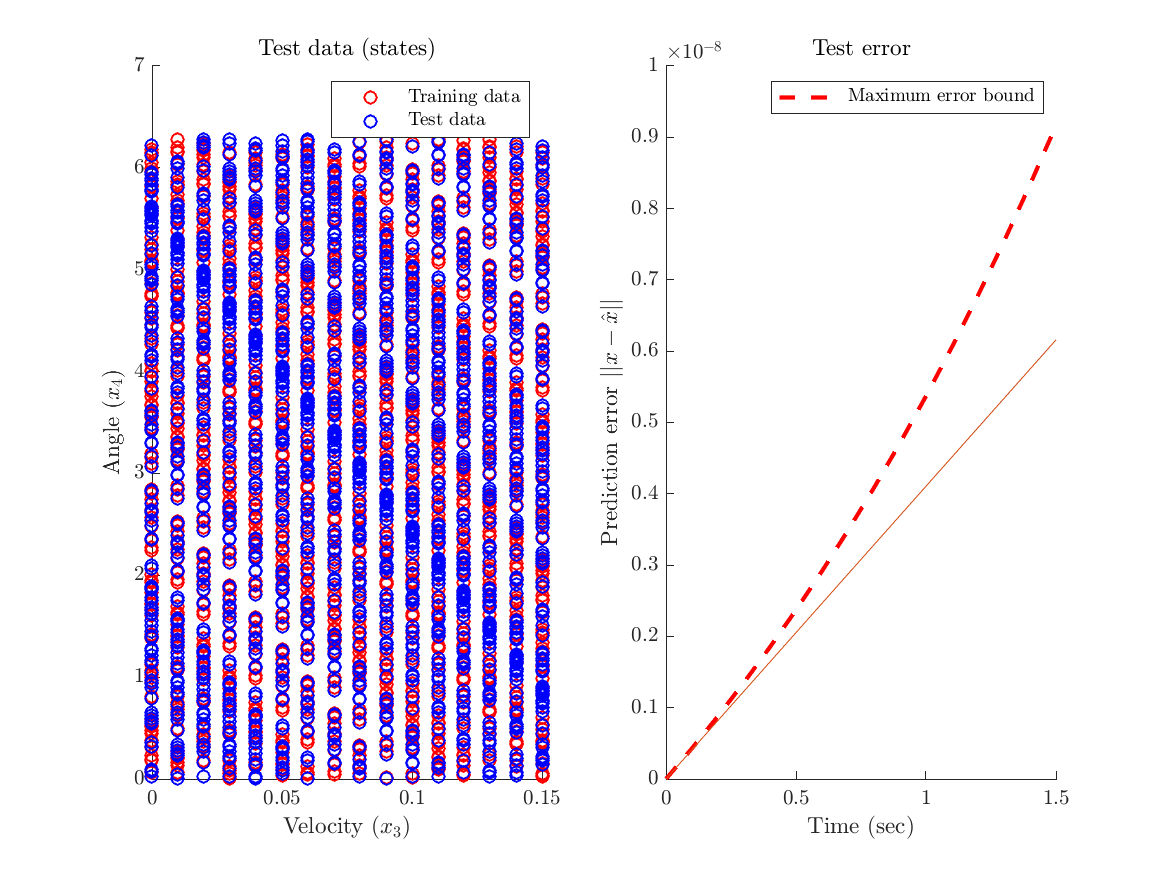 Test data (states)
7
6
5
4
3
2
1
0
Angle (x₄)
0 0.05 0.1 0.15
Velocity (x₃)
Training data
Test data
Test error
×10⁻⁸
1
0.9
0.8
0.7
0.6
0.5
0.4
0.3
0.2
0.1
0
Prediction error ||x − x̂||
0 0.5 1 1.5
Time (sec)
Maximum error bound